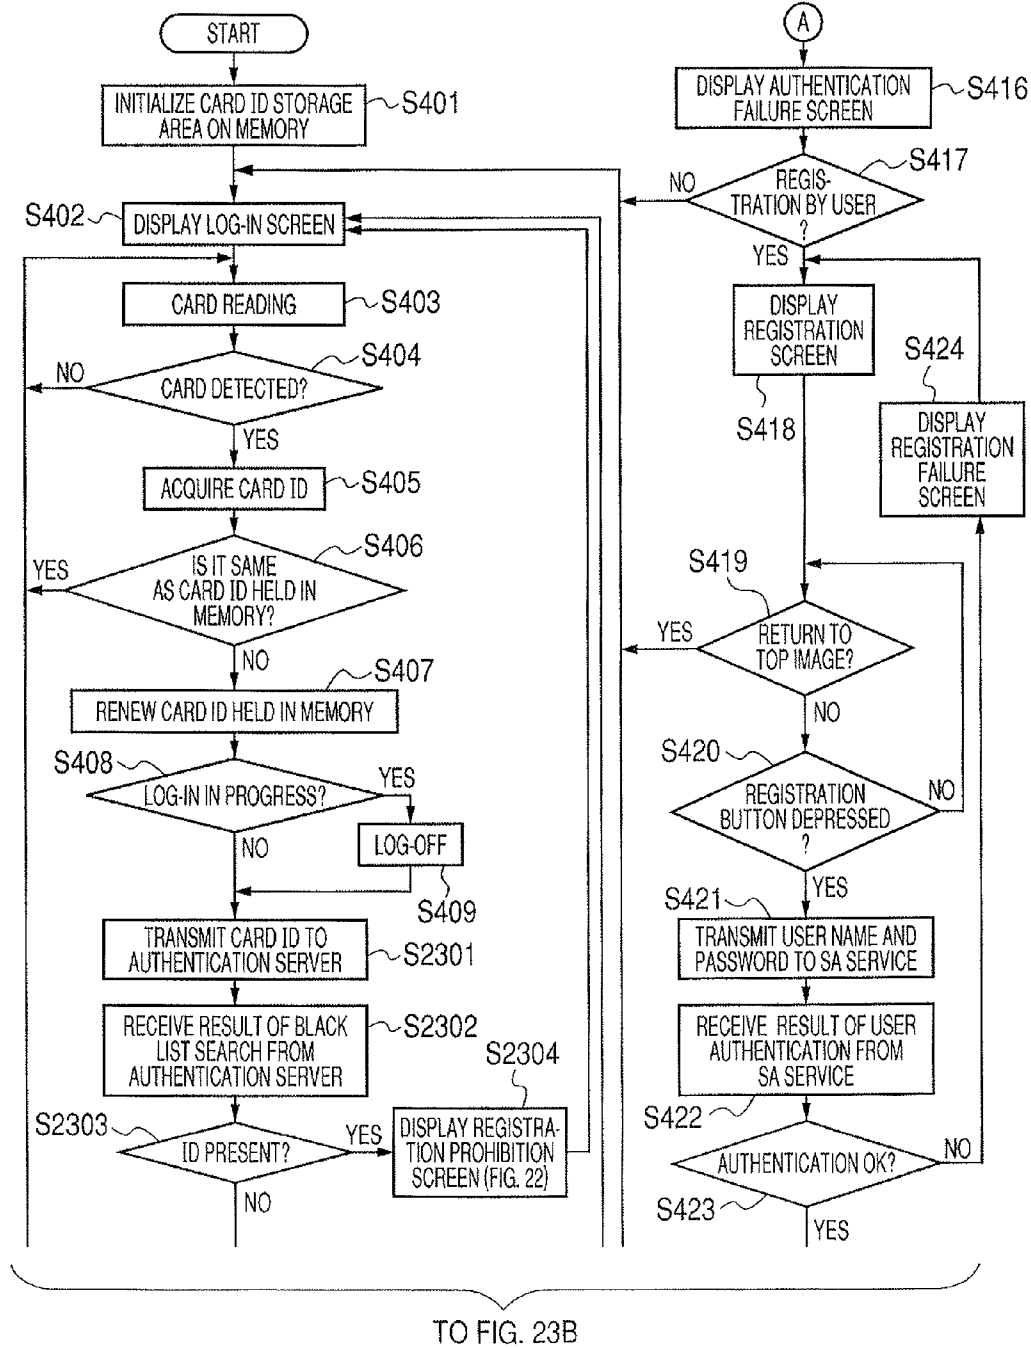 START
INITIALIZE CARD ID STORAGE
AREA ON MEMORY
S401
S402
DISPLAY LOG-IN SCREEN
CARD READING
S403
S404
NO
CARD DETECTED?
YES
ACQUIRE CARD ID
S405
S406
YES
IS IT SAME
AS CARD ID HELD IN
MEMORY?
NO
S407
RENEW CARD ID HELD IN MEMORY
S408
YES
LOG-IN IN PROGRESS?
NO
LOG-OFF
S409
TRANSMIT CARD ID TO
AUTHENTICATION SERVER
S2301
RECEIVE RESULT OF BLACK
LIST SEARCH FROM
AUTHENTICATION SERVER
S2302
S2303
ID PRESENT?
YES
NO
S2304
DISPLAY REGISTRA-
TION PROHIBITION
SCREEN (FIG. 22)
A
DISPLAY AUTHENTICATION
FAILURE SCREEN
S416
S417
NO
REGIS-
TRATION BY USER
?
YES
DISPLAY
REGISTRATION
SCREEN
S418
S424
DISPLAY
REGISTRATION
FAILURE
SCREEN
S419
YES
RETURN TO
TOP IMAGE?
NO
S420
REGISTRATION
BUTTON DEPRESSED
?
NO
YES
S421
TRANSMIT USER NAME AND
PASSWORD TO SA SERVICE
RECEIVE RESULT OF USER
AUTHENTICATION FROM
SA SERVICE
S422
AUTHENTICATION OK?
NO
S423
YES
TO FIG. 23B